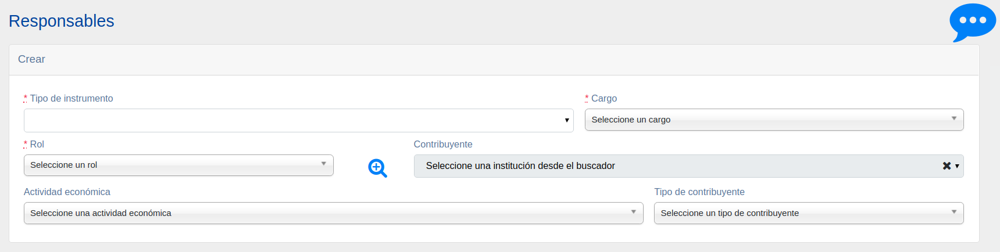 Responsables
Crear
* Tipo de instrumento
* Cargo
Seleccione un cargo
* Rol
Contribuyente
Seleccione un rol
Seleccione una institución desde el buscador
Actividad económica
Tipo de contribuyente
Seleccione una actividad económica
Seleccione un tipo de contribuyente